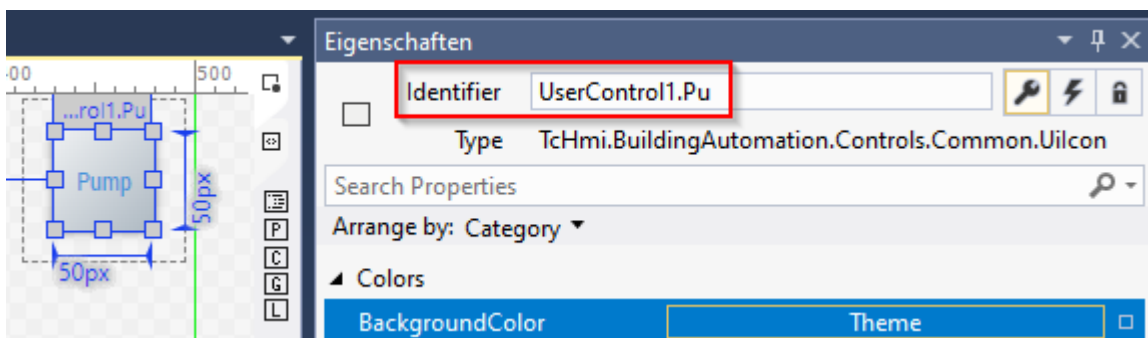 Eigenschaften
00
500
...rol1.Pu
Pump
50px
50px
P
C
G
L
Identifier UserControl1.Pu
Type TcHmi.BuildingAutomation.Controls.Common.UiIcon
Search Properties
Arrange by: Category
Colors
BackgroundColor Theme